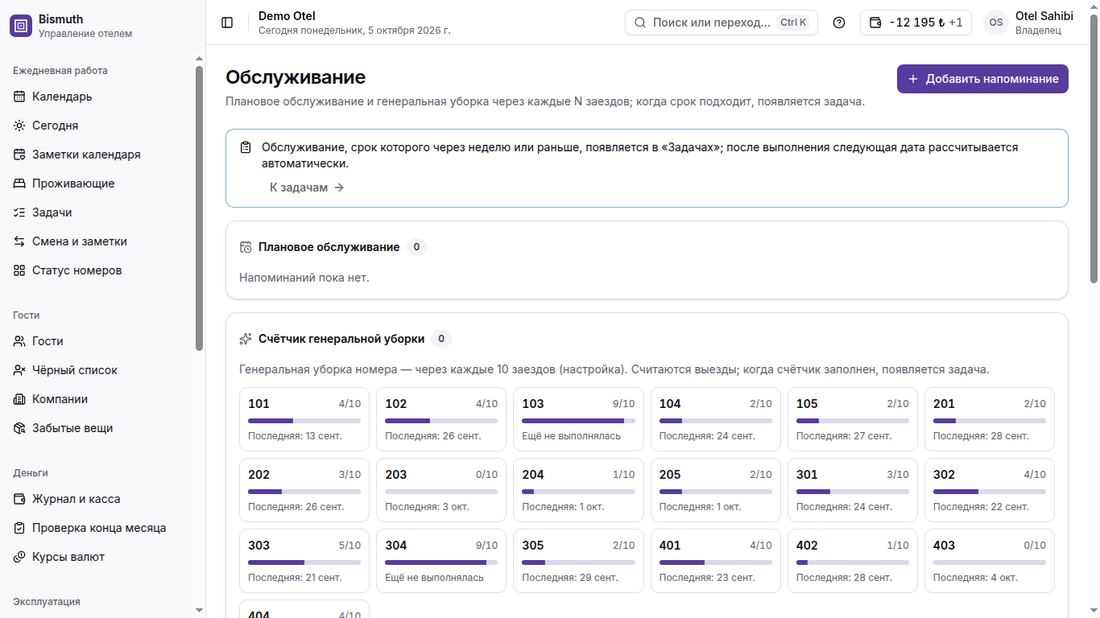 Bismuth
Управление отелем
Ежедневная работа
Календарь
Сегодня
Заметки календаря
Проживающие
Задачи
Смена и заметки
Статус номеров
Гости
Гости
Чёрный список
Компании
Забытые вещи
Деньги
Журнал и касса
Проверка конца месяца
Курсы валют
Эксплуатация
Demo Otel
Сегодня понедельник, 5 октября 2026 г.
Поиск или переход... Ctrl K
-12 195 ₺ +1
OS
Otel Sahibi
Владелец
Обслуживание
Плановое обслуживание и генеральная уборка через каждые N заездов; когда срок подходит, появляется задача.
Добавить напоминание
Обслуживание, срок которого через неделю или раньше, появляется в «Задачах»; после выполнения следующая дата рассчитывается
автоматически.
К задачам
Плановое обслуживание 0
Напоминаний пока нет.
Счётчик генеральной уборки 0
Генеральная уборка номера — через каждые 10 заездов (настройка). Считаются выезды; когда счётчик заполнен, появляется задача.
101 4/10
Последняя: 13 сент.
102 4/10
Последняя: 26 сент.
103 9/10
Ещё не выполнялась
104 2/10
Последняя: 24 сент.
105 2/10
Последняя: 27 сент.
201 2/10
Последняя: 28 сент.
202 3/10
Последняя: 26 сент.
203 0/10
Последняя: 3 окт.
204 1/10
Последняя: 1 окт.
205 2/10
Последняя: 1 окт.
301 3/10
Последняя: 24 сент.
302 4/10
Последняя: 22 сент.
303 5/10
Последняя: 21 сент.
304 9/10
Ещё не выполнялась
305 2/10
Последняя: 29 сент.
401 4/10
Последняя: 23 сент.
402 1/10
Последняя: 28 сент.
403 0/10
Последняя: 4 окт.
404 4/10